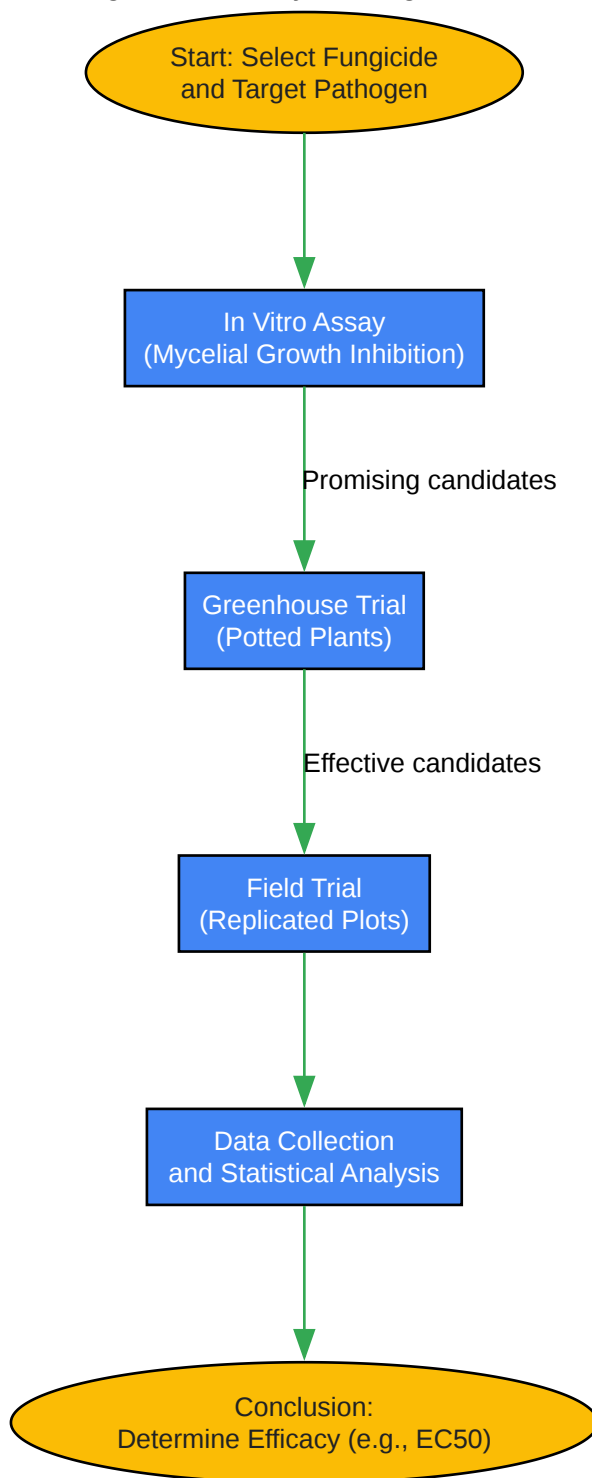 Start: Select Fungicide
and Target Pathogen
In Vitro Assay
(Mycelial Growth Inhibition)
Promising candidates
Greenhouse Trial
(Potted Plants)
Effective candidates
Field Trial
(Replicated Plots)
Data Collection
and Statistical Analysis
Conclusion:
Determine Efficacy (e.g., EC50)